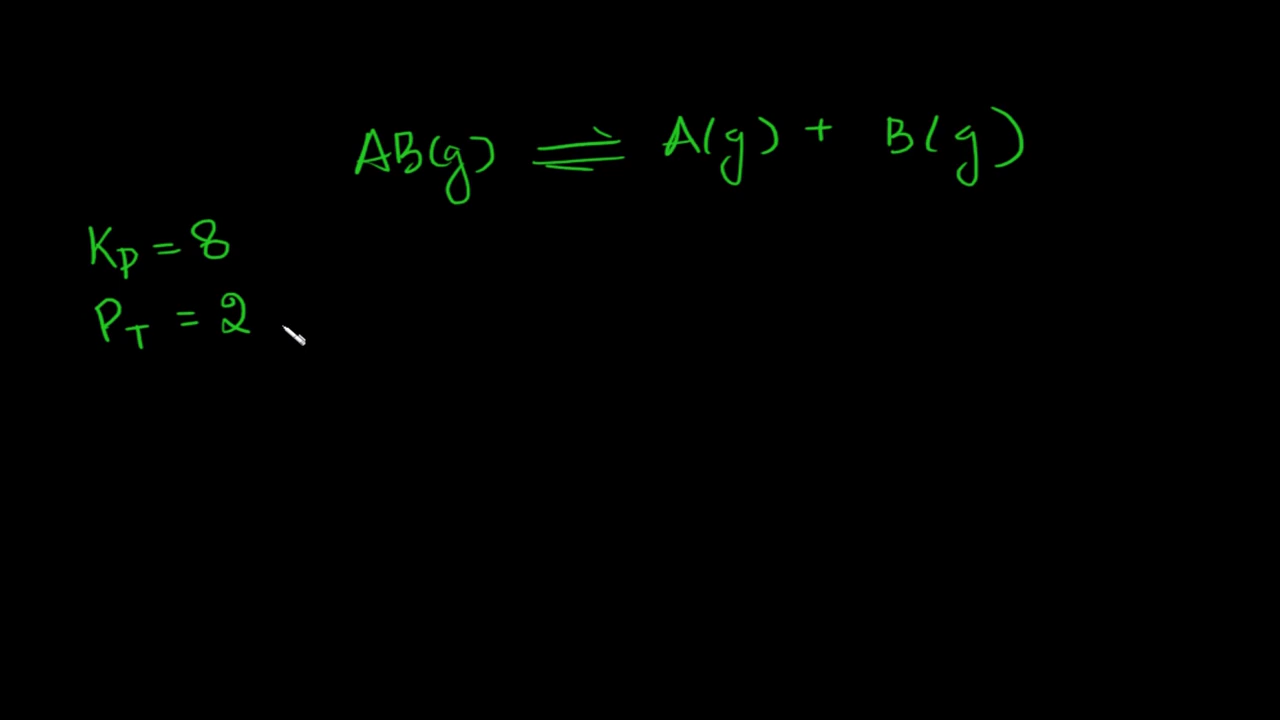 AB(g) ⇌ A(g) + B(g)
Kp = 8
PT = 2